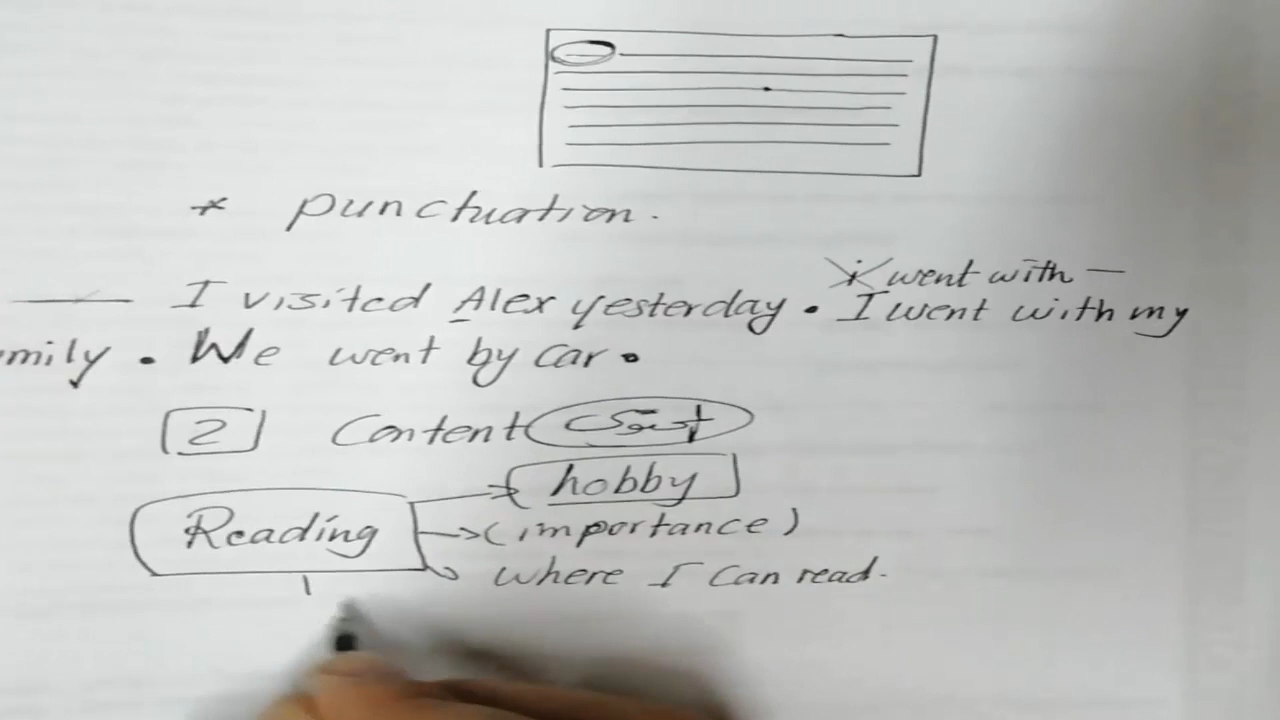 * punctuation.
went with —
I visited Alex yesterday. I went with my
mily. We went by car.
2 Content
hobby
Reading
(importance)
where I can read.